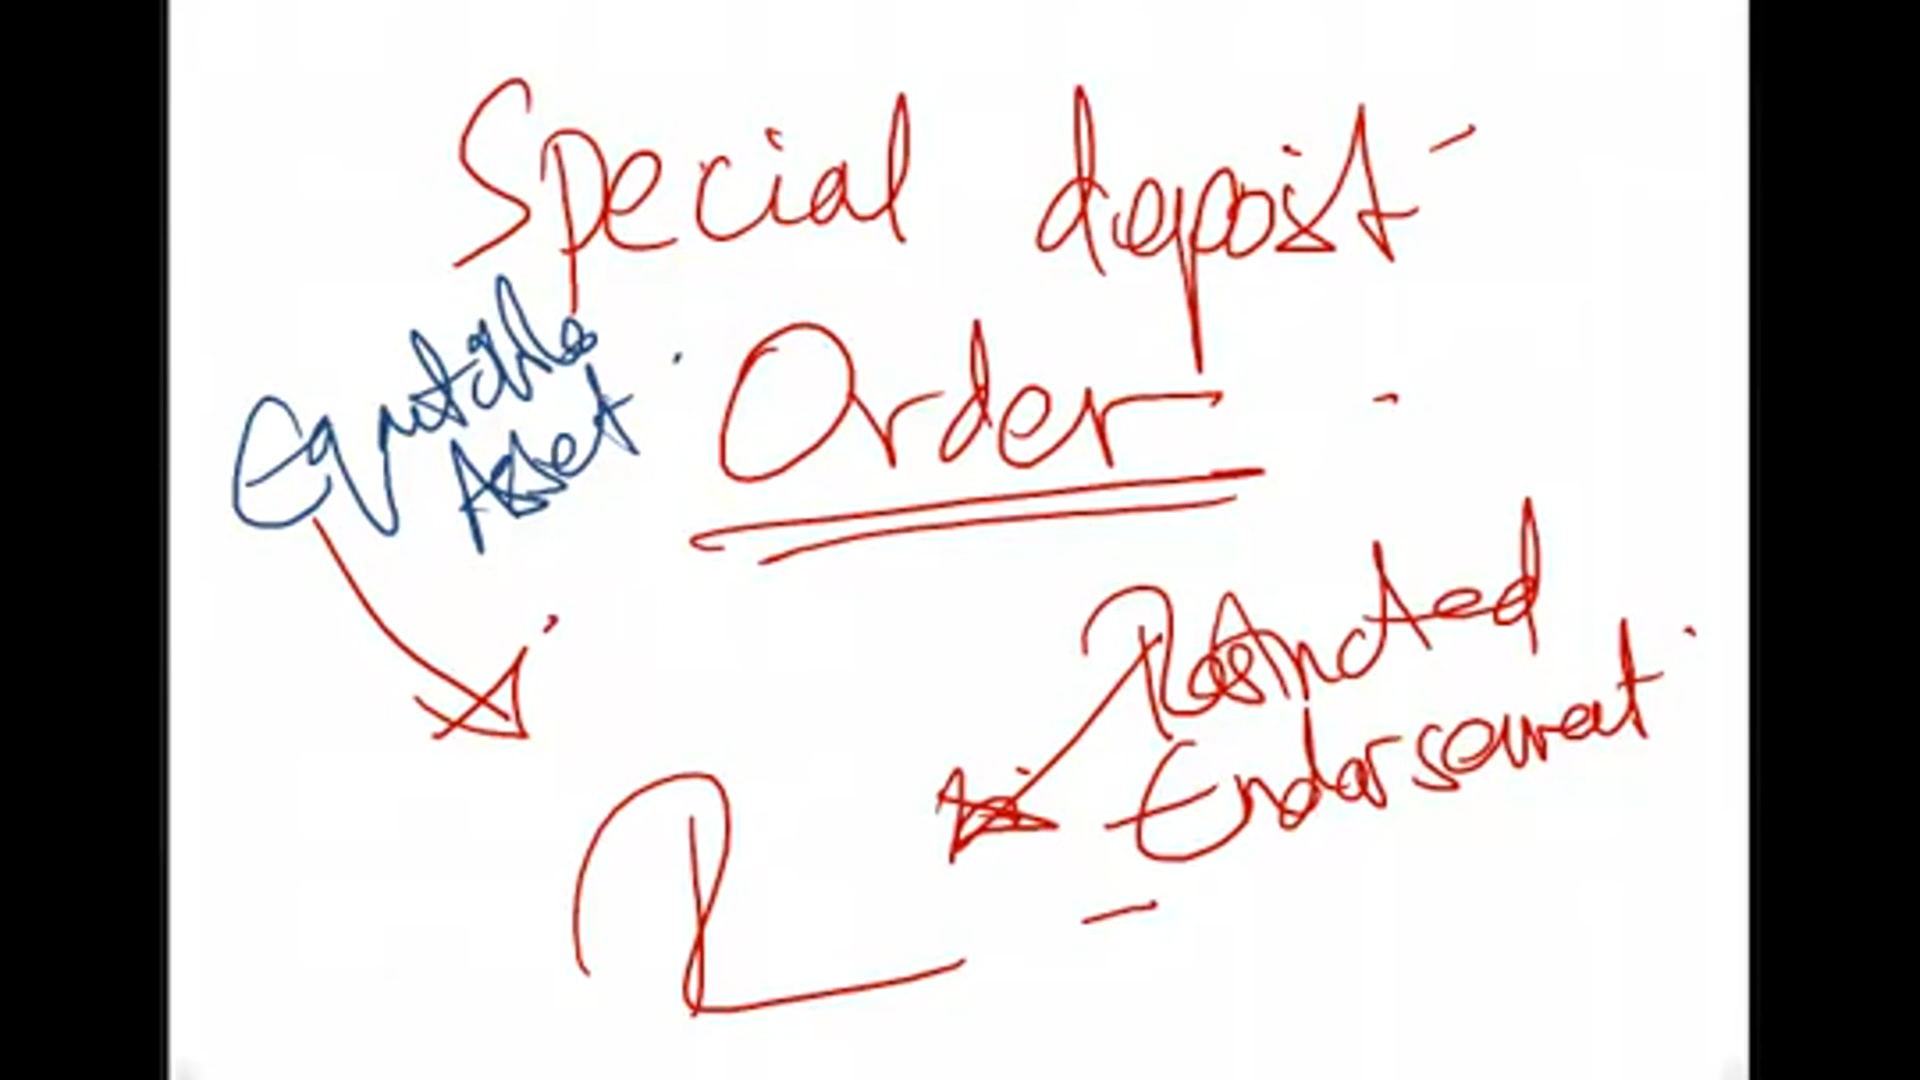 Special deposit
Equitable
Asset
Order
Restricted
Endorsement